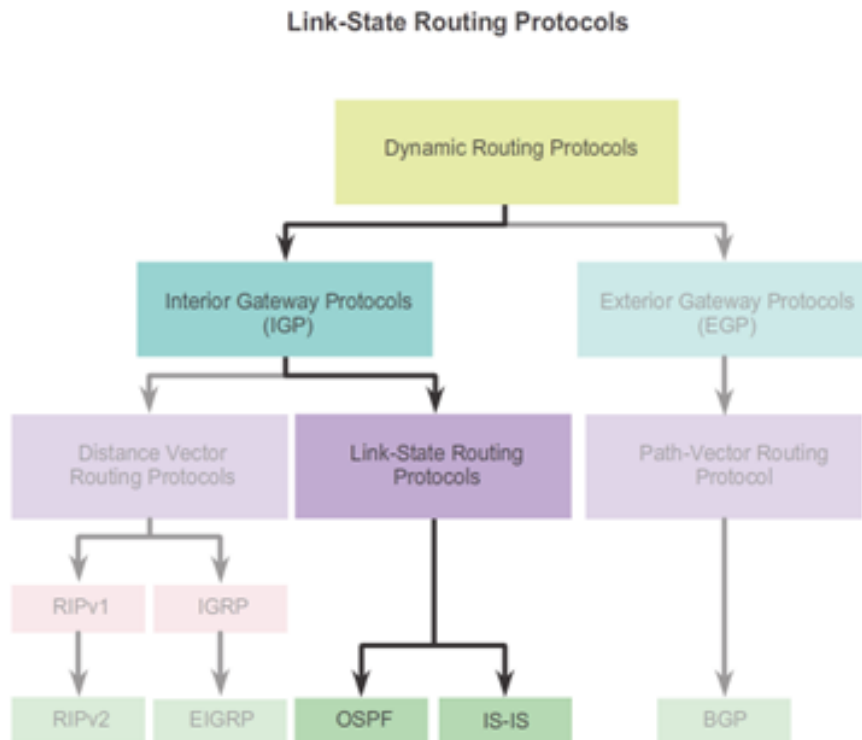 Link-State Routing Protocols
Dynamic Routing Protocols
Interior Gateway Protocols
(IGP)
Exterior Gateway Protocols
(EGP)
Distance Vector
Routing Protocols
Link-State Routing
Protocols
Path-Vector Routing
Protocol
RIPv1
IGRP
RIPv2
EIGRP
OSPF
IS-IS
BGP